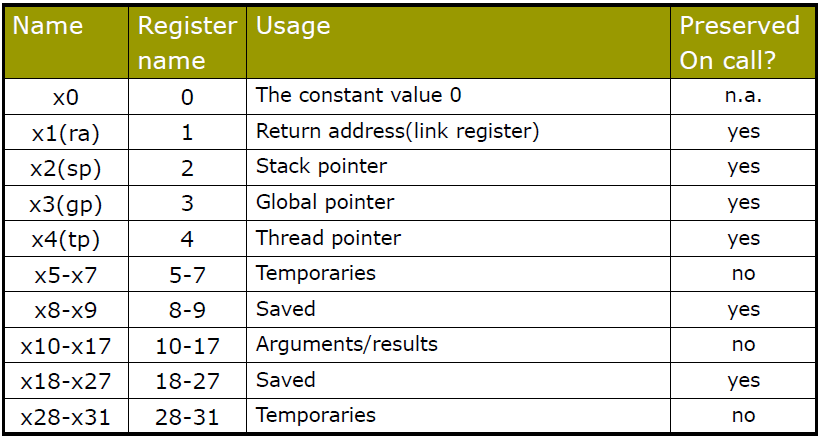 Name Register name Usage Preserved On call?
x0 0 The constant value 0 n.a.
x1(ra) 1 Return address(link register) yes
x2(sp) 2 Stack pointer yes
x3(gp) 3 Global pointer yes
x4(tp) 4 Thread pointer yes
x5-x7 5-7 Temporaries no
x8-x9 8-9 Saved yes
x10-x17 10-17 Arguments/results no
x18-x27 18-27 Saved yes
x28-x31 28-31 Temporaries no